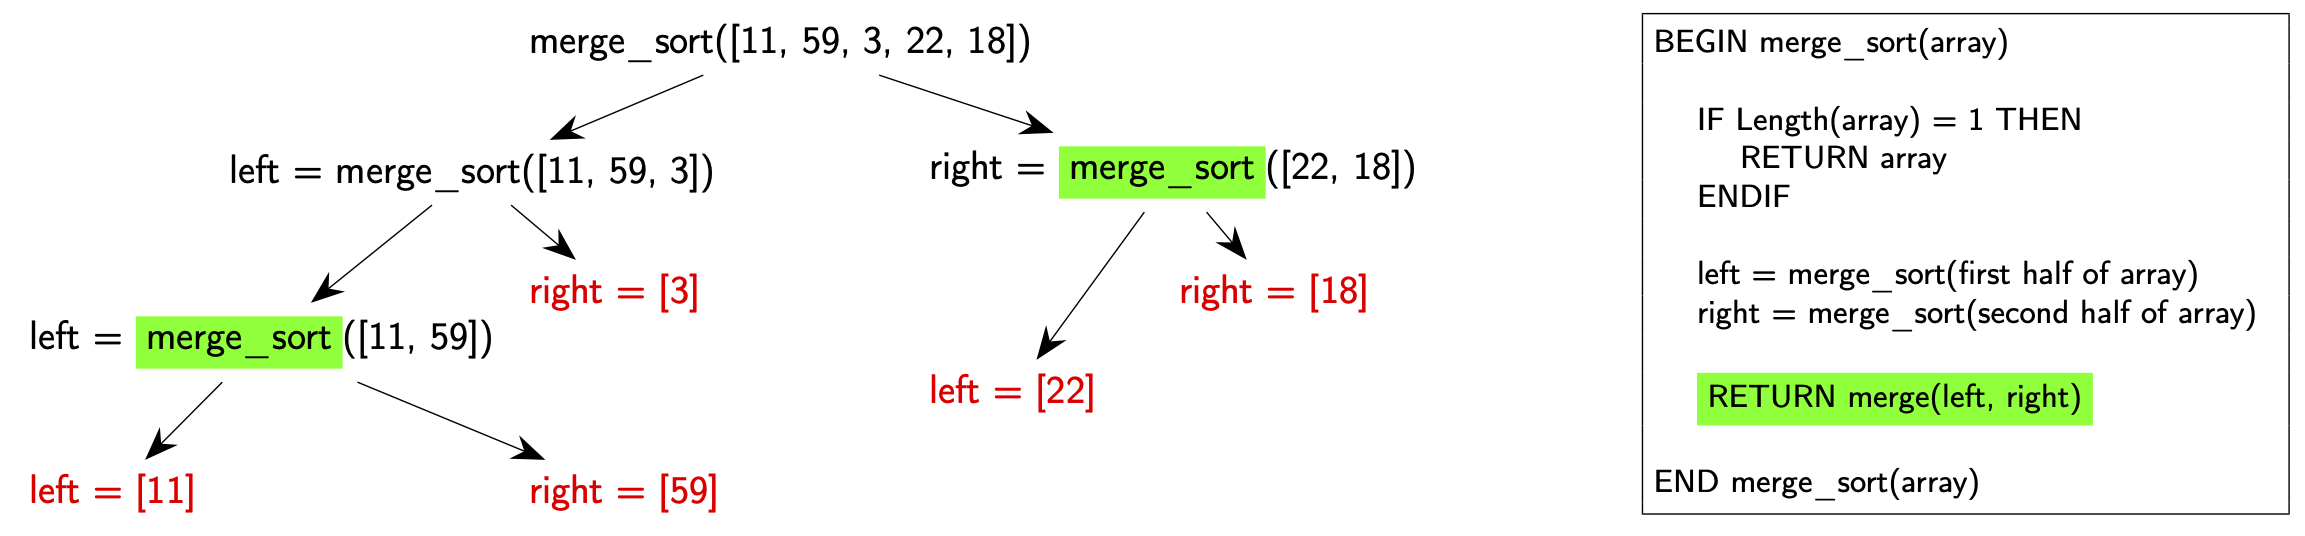 merge_sort([11, 59, 3, 22, 18])
left = merge_sort([11, 59, 3])
right = merge_sort([22, 18])
right = [3]
right = [18]
left = merge_sort([11, 59])
left = [22]
left = [11]
right = [59]
BEGIN merge_sort(array)
IF Length(array) = 1 THEN
RETURN array
ENDIF
left = merge_sort(first half of array)
right = merge_sort(second half of array)
RETURN merge(left, right)
END merge_sort(array)